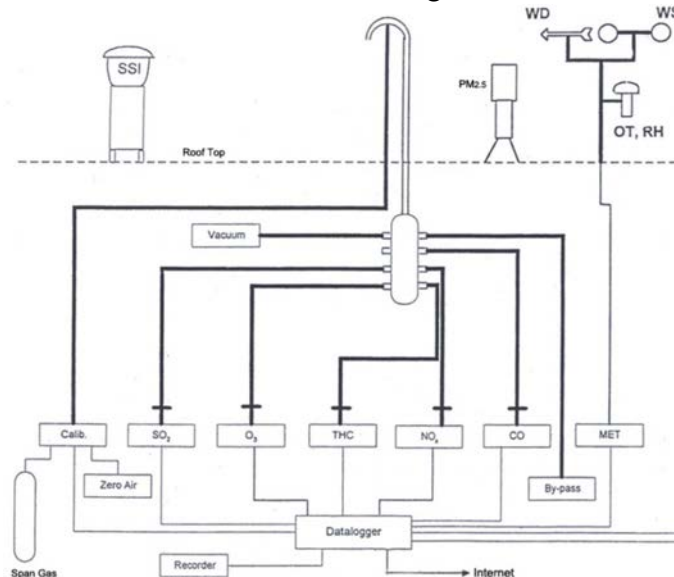 WD
WS
SSI
PM2.5
OT, RH
Roof Top
Vacuum
Calib.
SO₂
O₃
THC
NOₓ
CO
MET
Zero Air
By-pass
Datalogger
Recorder
Internet
Span Gas